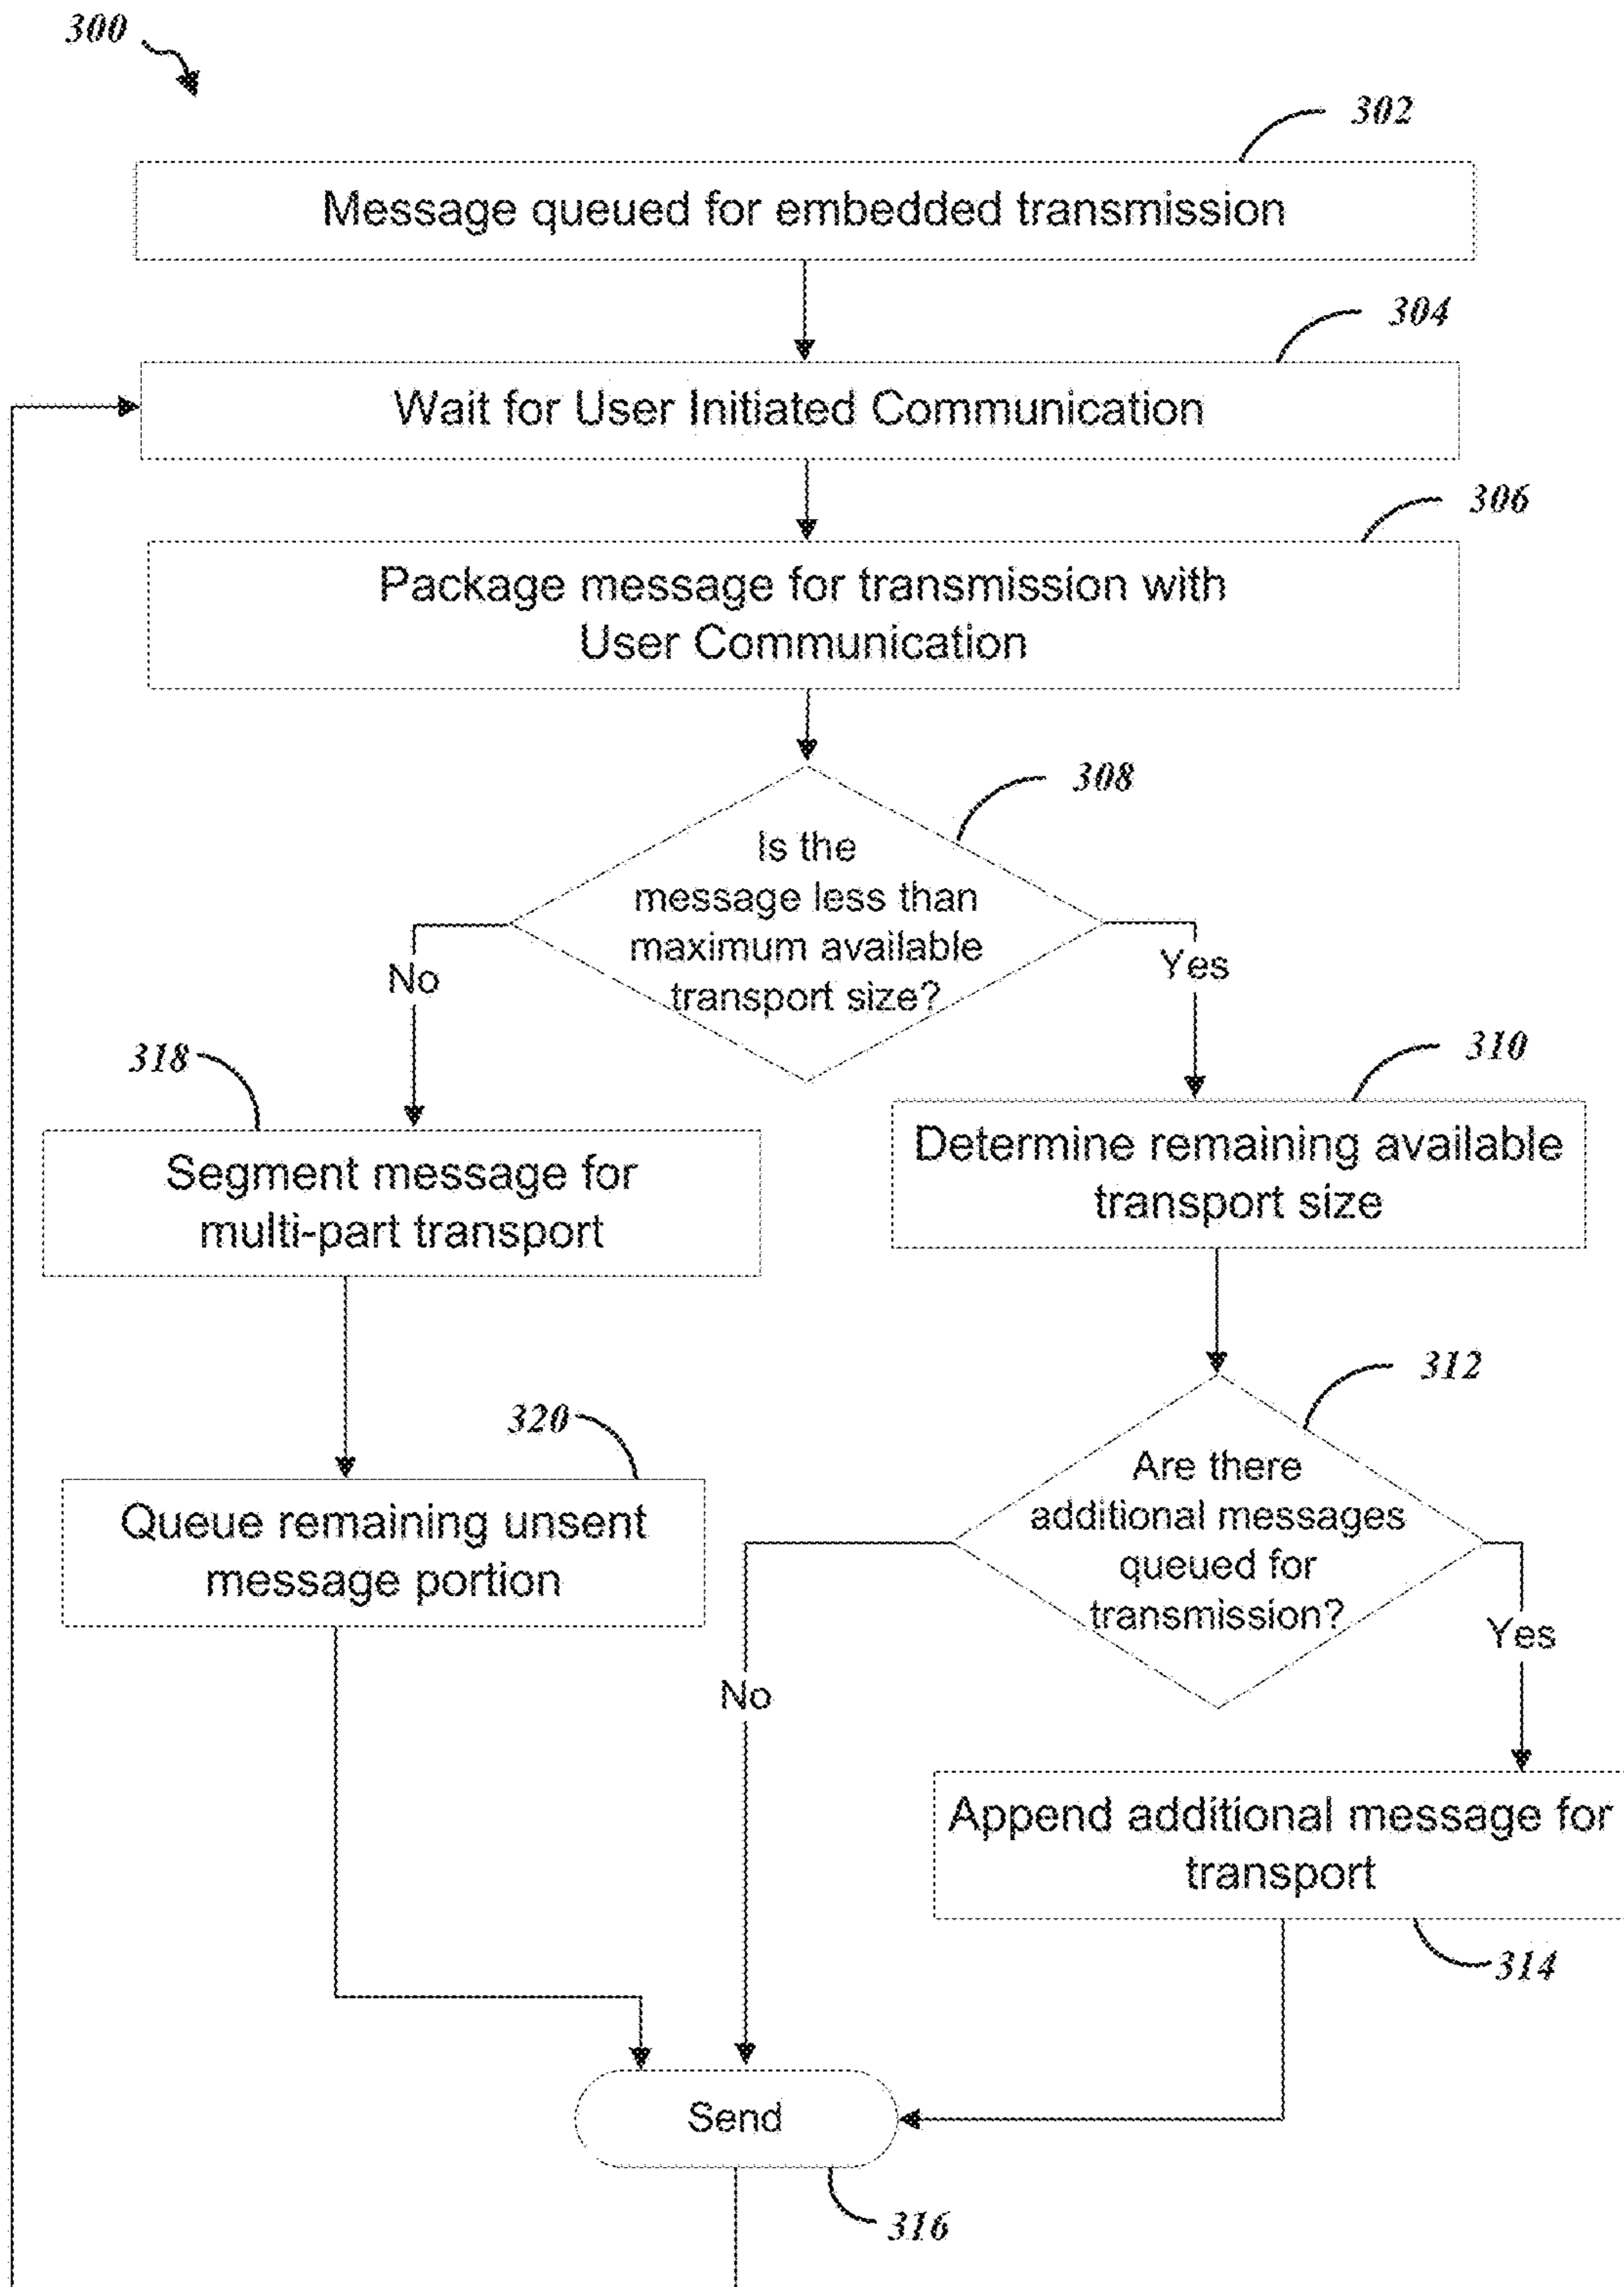 300
302
Message queued for embedded transmission
304
Wait for User Initiated Communication
306
Package message for transmission with
User Communication
308
Is the
message less than
maximum available
transport size?
No
Yes
318
310
Segment message for
multi-part transport
Determine remaining available
transport size
312
320
Are there
additional messages
queued for
transmission?
Queue remaining unsent
message portion
No
Yes
Append additional message for
transport
314
Send
316